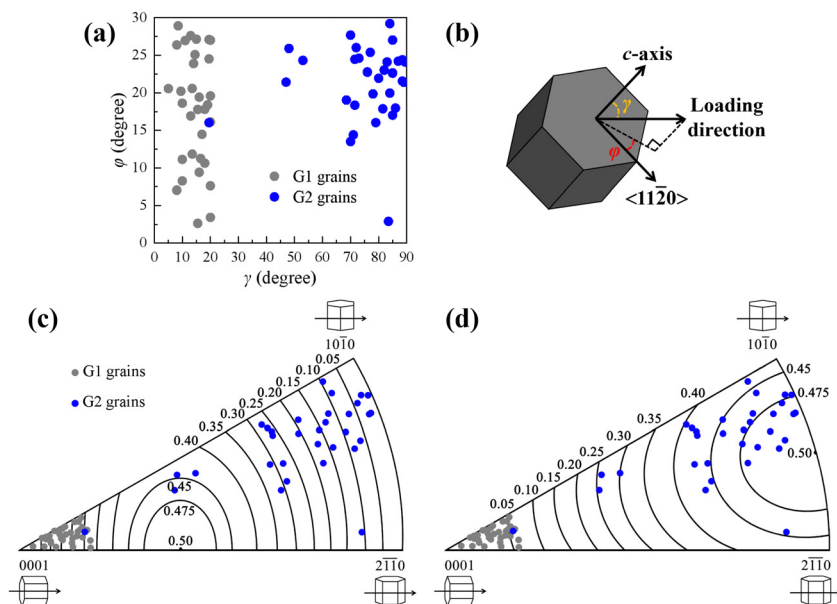 (a)
30
25
20
15
10
5
0
φ (degree)
G1 grains
G2 grains
0 10 20 30 40 50 60 70 80 90
γ (degree)
(b)
c-axis
γ
Loading
direction
φ
<112̄0>
(c)
101̄0
G1 grains
G2 grains
0.05
0.10
0.15
0.20
0.25
0.30
0.35
0.40
0.45
0.475
0.50
0001
21̄1̄0
(d)
101̄0
0.45
0.475
0.40
0.35
0.30
0.25
0.20
0.15
0.10
0.05
0.50
0001
21̄1̄0